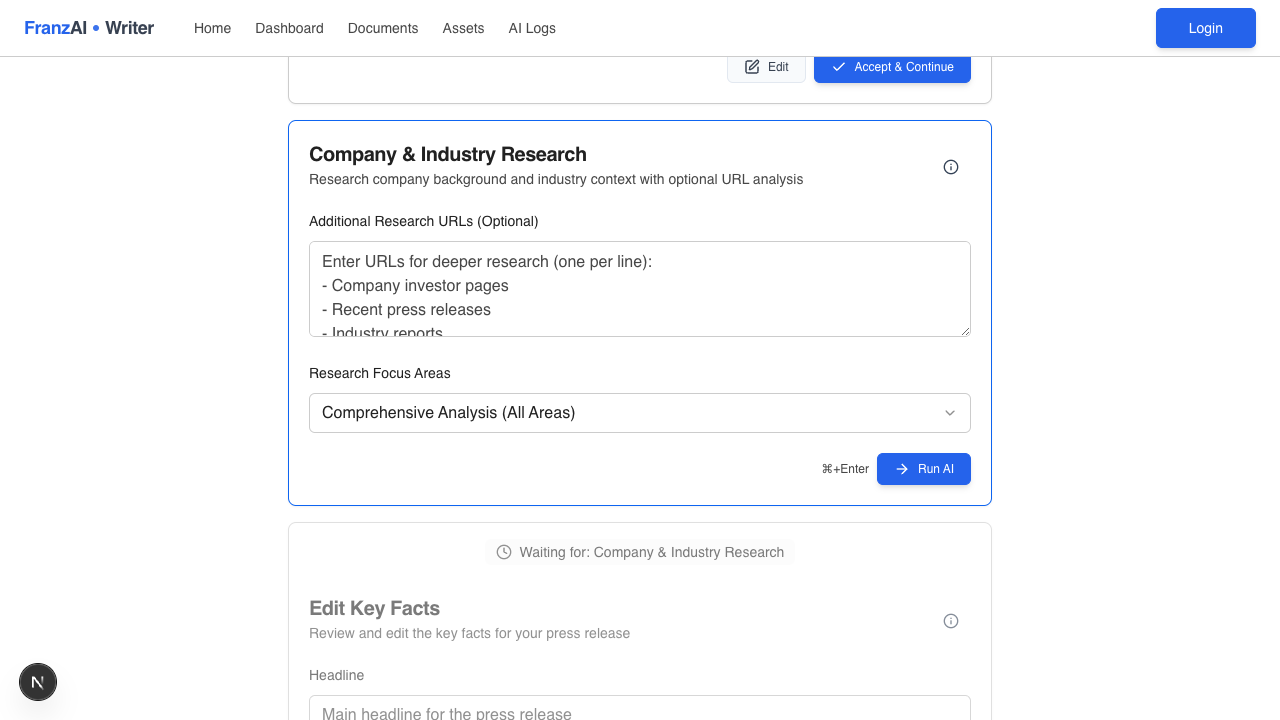 FranzAI • Writer
Home
Dashboard
Documents
Assets
AI Logs
Login
Edit
Accept & Continue
Company & Industry Research
Research company background and industry context with optional URL analysis
Additional Research URLs (Optional)
Enter URLs for deeper research (one per line):
- Company investor pages
- Recent press releases
- Industry reports
Research Focus Areas
Comprehensive Analysis (All Areas)
⌘+Enter
Run AI
Waiting for: Company & Industry Research
Edit Key Facts
Review and edit the key facts for your press release
Headline
Main headline for the press release
N